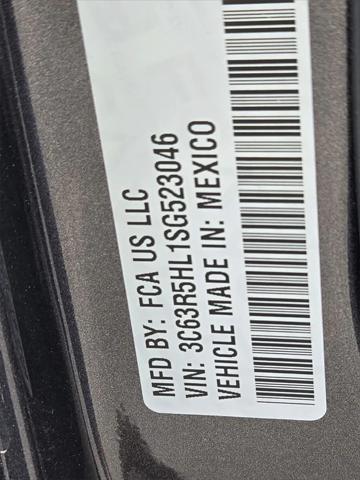 MFD BY: FCA US LLC
VIN: 3C63R5HL1SG523046
VEHICLE MADE IN: MEXICO